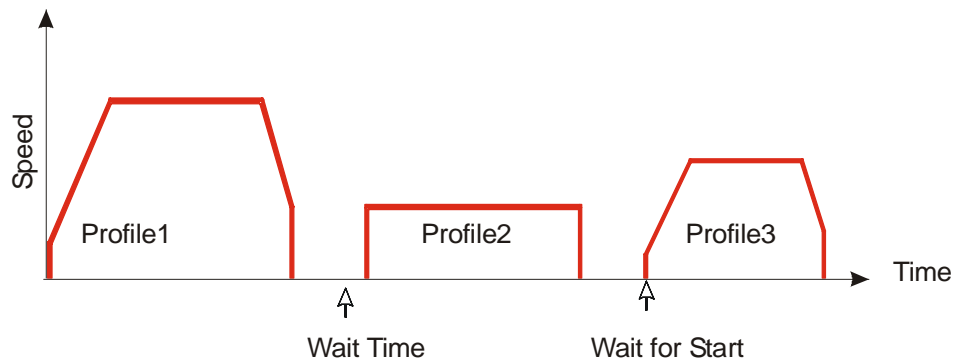 Speed
Profile1
Profile2
Profile3
Time
Wait Time
Wait for Start